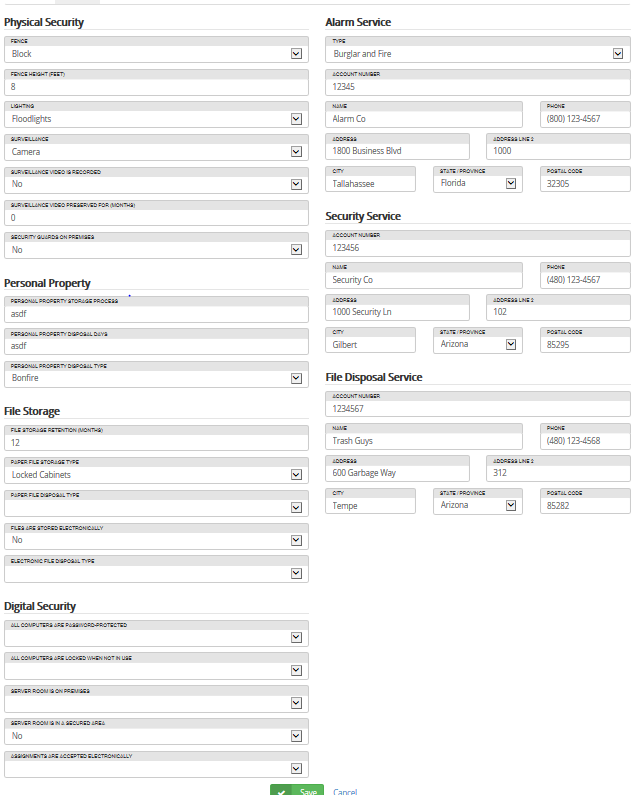 Physical Security
FENCE
Block
FENCE HEIGHT (FEET)
8
LIGHTING
Floodlights
SURVEILLANCE
Camera
SURVEILLANCE VIDEO IS RECORDED
No
SURVEILLANCE VIDEO PRESERVED FOR (MONTHS)
0
SECURITY GUARDS ON PREMISES
No
Personal Property
PERSONAL PROPERTY STORAGE PROCESS
asdf
PERSONAL PROPERTY DISPOSAL DAYS
asdf
PERSONAL PROPERTY DISPOSAL TYPE
Bonfire
File Storage
FILE STORAGE RETENTION (MONTHS)
12
PAPER FILE STORAGE TYPE
Locked Cabinets
PAPER FILE DISPOSAL TYPE
FILES ARE STORED ELECTRONICALLY
No
ELECTRONIC FILE DISPOSAL TYPE
Digital Security
ALL COMPUTERS ARE PASSWORD-PROTECTED
ALL COMPUTERS ARE LOCKED WHEN NOT IN USE
SERVER ROOM IS ON PREMISES
SERVER ROOM IS IN A SECURED AREA
No
ASSIGNMENTS ARE ACCEPTED ELECTRONICALLY
Alarm Service
TYPE
Burglar and Fire
ACCOUNT NUMBER
12345
NAME PHONE
Alarm Co (800) 123-4567
ADDRESS ADDRESS LINE 2
1800 Business Blvd 1000
CITY STATE / PROVINCE POSTAL CODE
Tallahassee Florida 32305
Security Service
ACCOUNT NUMBER
123456
NAME PHONE
Security Co (480) 123-4567
ADDRESS ADDRESS LINE 2
1000 Security Ln 102
CITY STATE / PROVINCE POSTAL CODE
Gilbert Arizona 85295
File Disposal Service
ACCOUNT NUMBER
1234567
NAME PHONE
Trash Guys (480) 123-4568
ADDRESS ADDRESS LINE 2
600 Garbage Way 312
CITY STATE / PROVINCE POSTAL CODE
Tempe Arizona 85282
Save Cancel